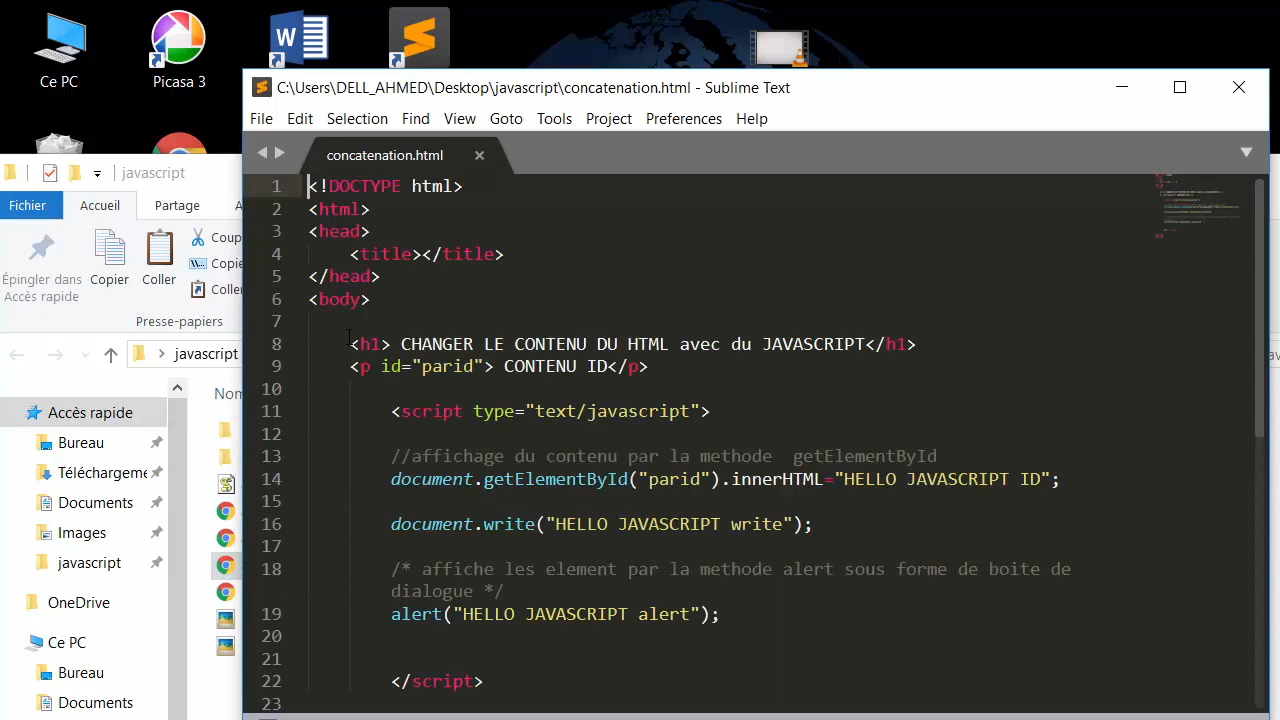 Ce PC
Picasa 3
C:\Users\DELL_AHMED\Desktop\javascript\concatenation.html - Sublime Text
File Edit Selection Find View Goto Tools Project Preferences Help
concatenation.html
1 <!DOCTYPE html>
2 <html>
3 <head>
4 <title></title>
5 </head>
6 <body>
7
8 <h1> CHANGER LE CONTENU DU HTML avec du JAVASCRIPT</h1>
9 <p id="parid"> CONTENU ID</p>
10
11 <script type="text/javascript">
12
13 //affichage du contenu par la methode  getElementById
14 document.getElementById("parid").innerHTML="HELLO JAVASCRIPT ID";
15
16 document.write("HELLO JAVASCRIPT write");
17
18 /* affiche les element par la methode alert sous forme de boite de
dialogue */
19 alert("HELLO JAVASCRIPT alert");
20
21
22 </script>
23
javascript
Fichier Accueil Partage A
Épingler dans
Accès rapide
Copier
Coller
Coup
Copie
Coller
Presse-papiers
javascript
Nom
Accès rapide
Bureau
Téléchargeme
Documents
Images
javascript
OneDrive
Ce PC
Bureau
Documents